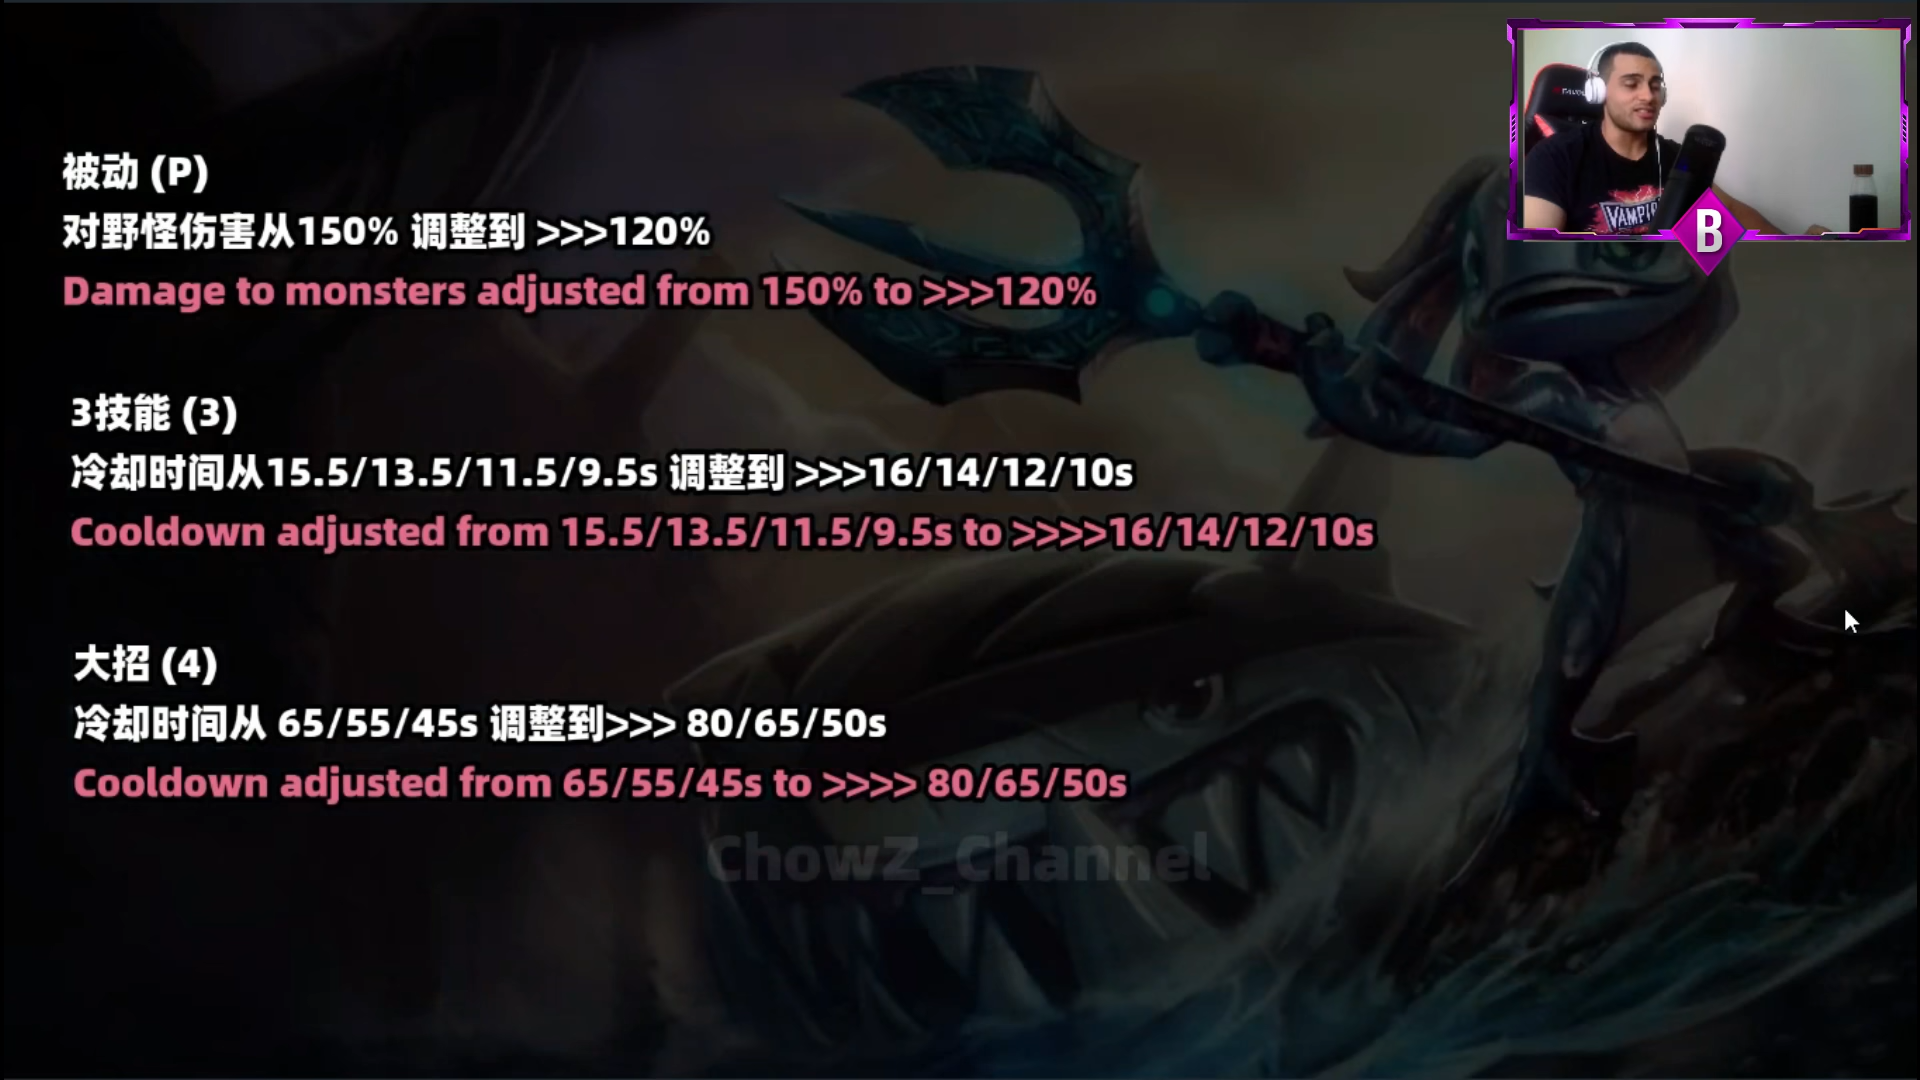 被动 (P)
对野怪伤害从150% 调整到 >>>120%
Damage to monsters adjusted from 150% to >>>120%
3技能 (3)
冷却时间从15.5/13.5/11.5/9.5s 调整到 >>>16/14/12/10s
Cooldown adjusted from 15.5/13.5/11.5/9.5s to >>>>16/14/12/10s
大招 (4)
冷却时间从 65/55/45s 调整到>>> 80/65/50s
Cooldown adjusted from 65/55/45s to >>>> 80/65/50s
ChowZ_Channel
B